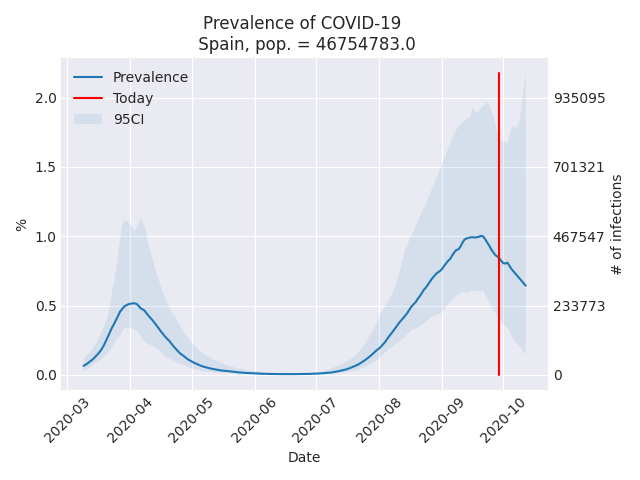 Prevalence of COVID-19
Spain, pop. = 46754783.0
Prevalence
Today
95CI
2.0
1.5
1.0
0.5
0.0
%
935095
701321
467547
233773
0
# of infections
2020-03
2020-04
2020-05
2020-06
2020-07
2020-08
2020-09
2020-10
Date